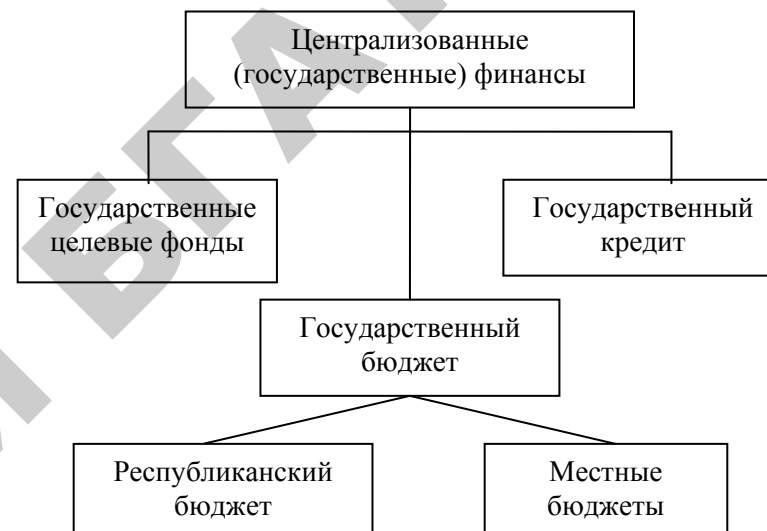 Централизованные
(государственные) финансы
Государственные
целевые фонды
Государственный
кредит
Государственный
бюджет
Республиканский
бюджет
Местные
бюджеты